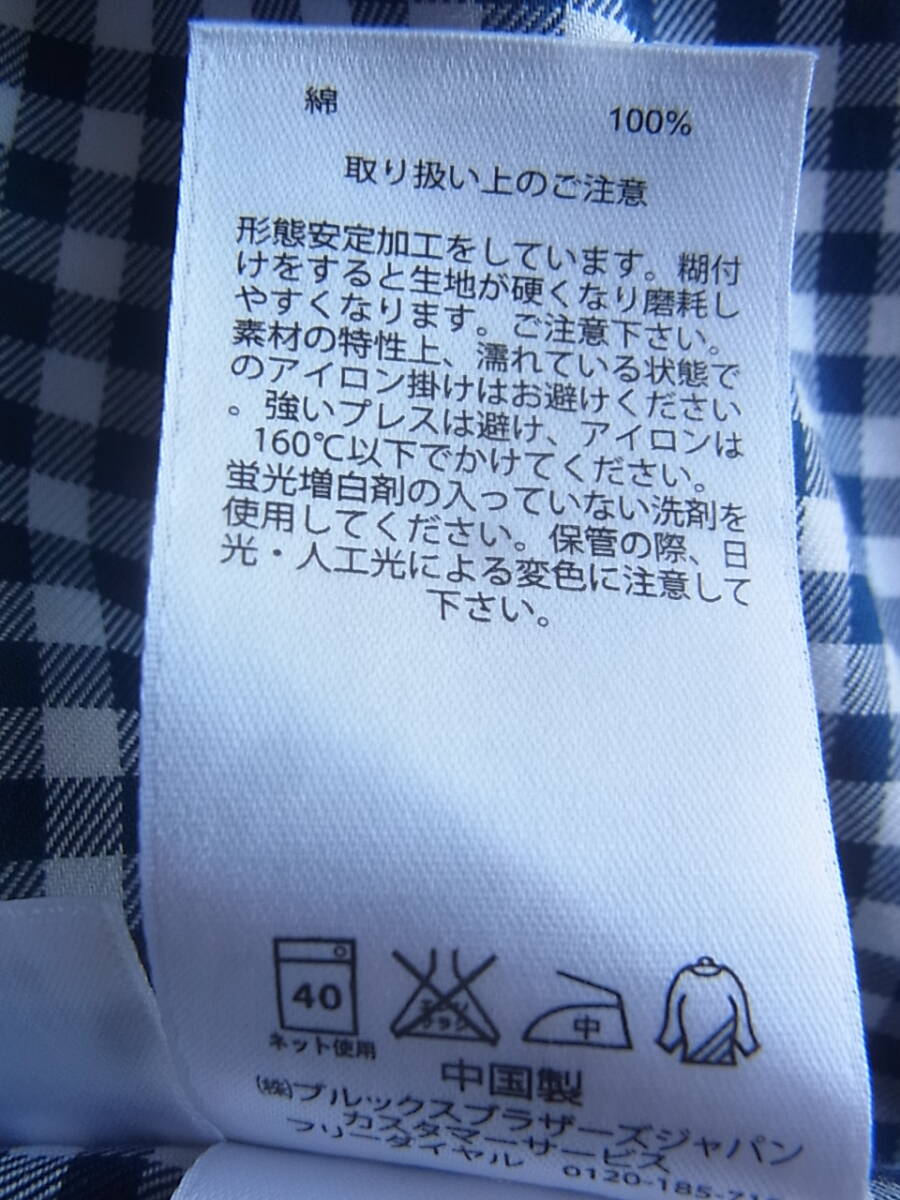 綿 100%
取り扱い上のご注意
形態安定加工をしています。糊付
けをすると生地が硬くなり磨耗し
やすくなります。ご注意下さい。
素材の特性上、濡れている状態で
のアイロン掛けはお避けください
。強いプレスは避け、アイロンは
160℃以下でかけてください。
蛍光増白剤の入っていない洗剤を
使用してください。保管の際、日
光・人工光による変色に注意して
下さい。
40
中
ネット使用
中国製
㈱ブルックスブラザーズジャパン
カスタマーサービス
フリーダイヤル 0120-185-71